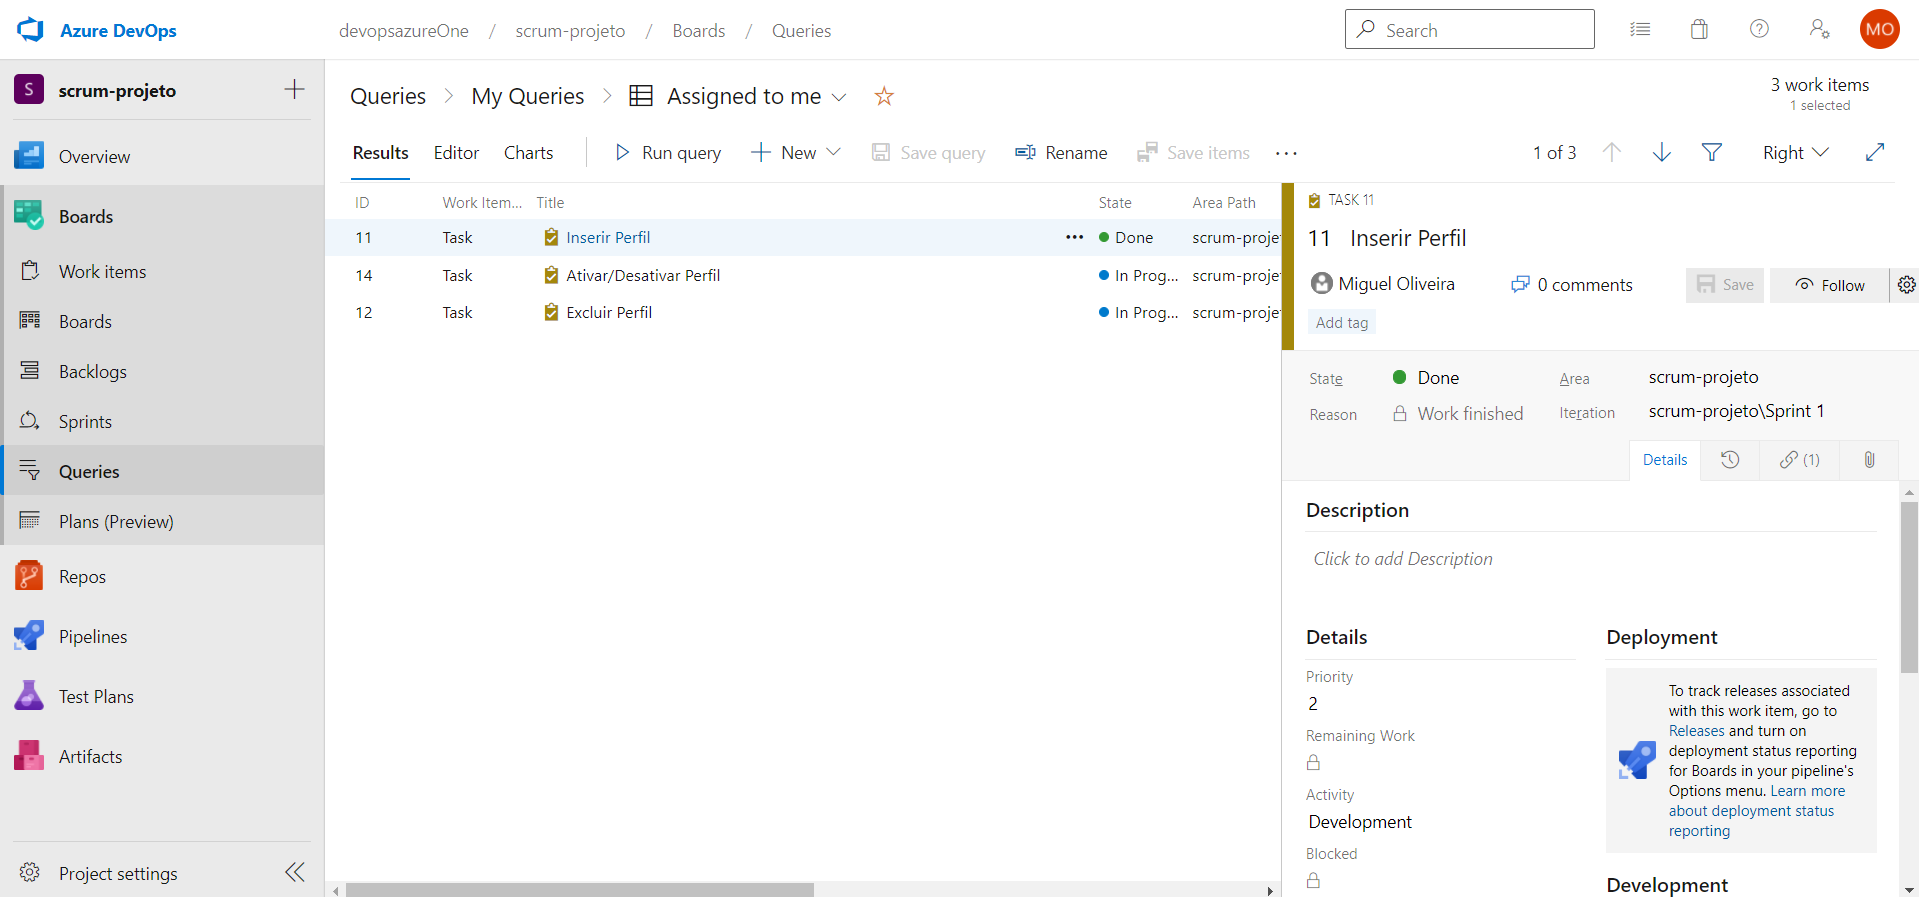 Azure DevOps
devopsazureOne / scrum-projeto / Boards / Queries
Search
MO
S scrum-projeto
Overview
Boards
Work items
Boards
Backlogs
Sprints
Queries
Plans (Preview)
Repos
Pipelines
Test Plans
Artifacts
Project settings
Queries > My Queries > Assigned to me
3 work items
1 selected
Results Editor Charts Run query New Save query Rename Save items ... 1 of 3 Right
ID Work Item... Title State Area Path
11 Task Inserir Perfil ... Done scrum-proje
14 Task Ativar/Desativar Perfil In Prog... scrum-proje
12 Task Excluir Perfil In Prog... scrum-proje
TASK 11
11 Inserir Perfil
Miguel Oliveira 0 comments Save Follow
Add tag
State Done Area scrum-projeto
Reason Work finished Iteration scrum-projeto\Sprint 1
Details (1)
Description
Click to add Description
Details
Priority
2
Remaining Work
Activity
Development
Blocked
Deployment
To track releases associated
with this work item, go to
Releases and turn on
deployment status reporting
for Boards in your pipeline's
Options menu. Learn more
about deployment status
reporting
Development